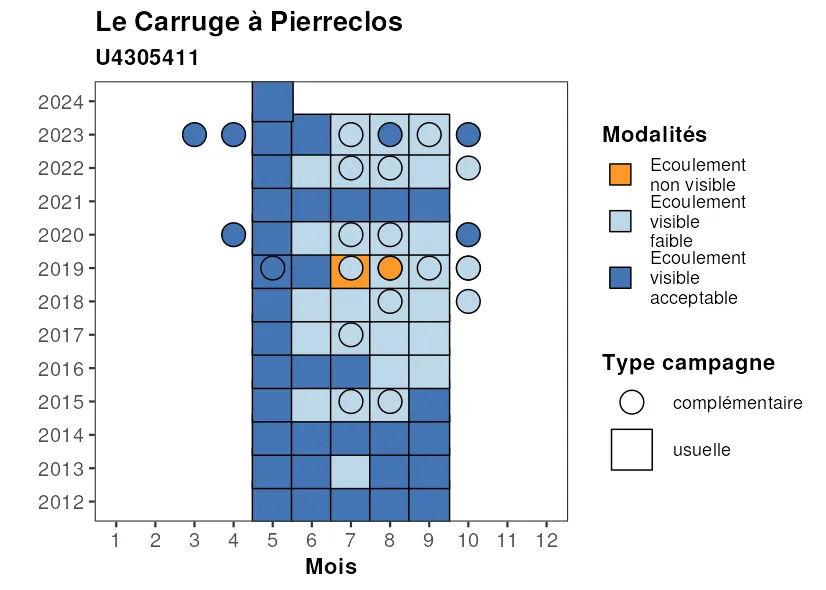 Le Carruge à Pierreclos
U4305411
2024
2023
2022
2021
2020
2019
2018
2017
2016
2015
2014
2013
2012
1 2 3 4 5 6 7 8 9 10 11 12
Mois
Modalités
Ecoulement
non visible
Ecoulement
visible
faible
Ecoulement
visible
acceptable
Type campagne
complémentaire
usuelle